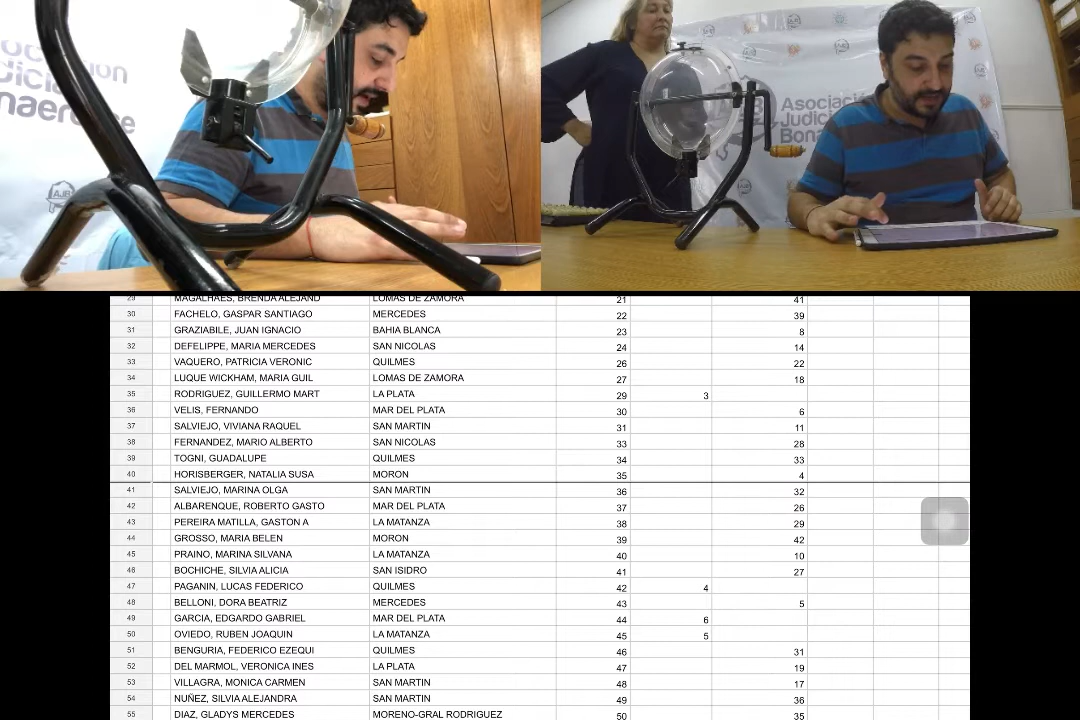 Asociación
Judicial
Bonaerense
AJB
29 MAGALHAES, BRENDA ALEJAND LOMAS DE ZAMORA 21 41
30 FACHELO, GASPAR SANTIAGO MERCEDES 22 39
31 GRAZIABILE, JUAN IGNACIO BAHIA BLANCA 23 8
32 DEFELIPPE, MARIA MERCEDES SAN NICOLAS 24 14
33 VAQUERO, PATRICIA VERONIC QUILMES 26 22
34 LUQUE WICKHAM, MARIA GUIL LOMAS DE ZAMORA 27 18
35 RODRIGUEZ, GUILLERMO MART LA PLATA 29 3
36 VELIS, FERNANDO MAR DEL PLATA 30 6
37 SALVIEJO, VIVIANA RAQUEL SAN MARTIN 31 11
38 FERNANDEZ, MARIO ALBERTO SAN NICOLAS 33 28
39 TOGNI, GUADALUPE QUILMES 34 33
40 HORISBERGER, NATALIA SUSA MORON 35 4
41 SALVIEJO, MARINA OLGA SAN MARTIN 36 32
42 ALBARENQUE, ROBERTO GASTO MAR DEL PLATA 37 26
43 PEREIRA MATILLA, GASTON A LA MATANZA 38 29
44 GROSSO, MARIA BELEN MORON 39 42
45 PRAINO, MARINA SILVANA LA MATANZA 40 10
46 BOCHICHE, SILVIA ALICIA SAN ISIDRO 41 27
47 PAGANIN, LUCAS FEDERICO QUILMES 42 4
48 BELLONI, DORA BEATRIZ MERCEDES 43 5
49 GARCIA, EDGARDO GABRIEL MAR DEL PLATA 44 6
50 OVIEDO, RUBEN JOAQUIN LA MATANZA 45 5
51 BENGURIA, FEDERICO EZEQUI QUILMES 46 31
52 DEL MARMOL, VERONICA INES LA PLATA 47 19
53 VILLAGRA, MONICA CARMEN SAN MARTIN 48 17
54 NUÑEZ, SILVIA ALEJANDRA SAN MARTIN 49 36
55 DIAZ, GLADYS MERCEDES MORENO-GRAL RODRIGUEZ 50 35